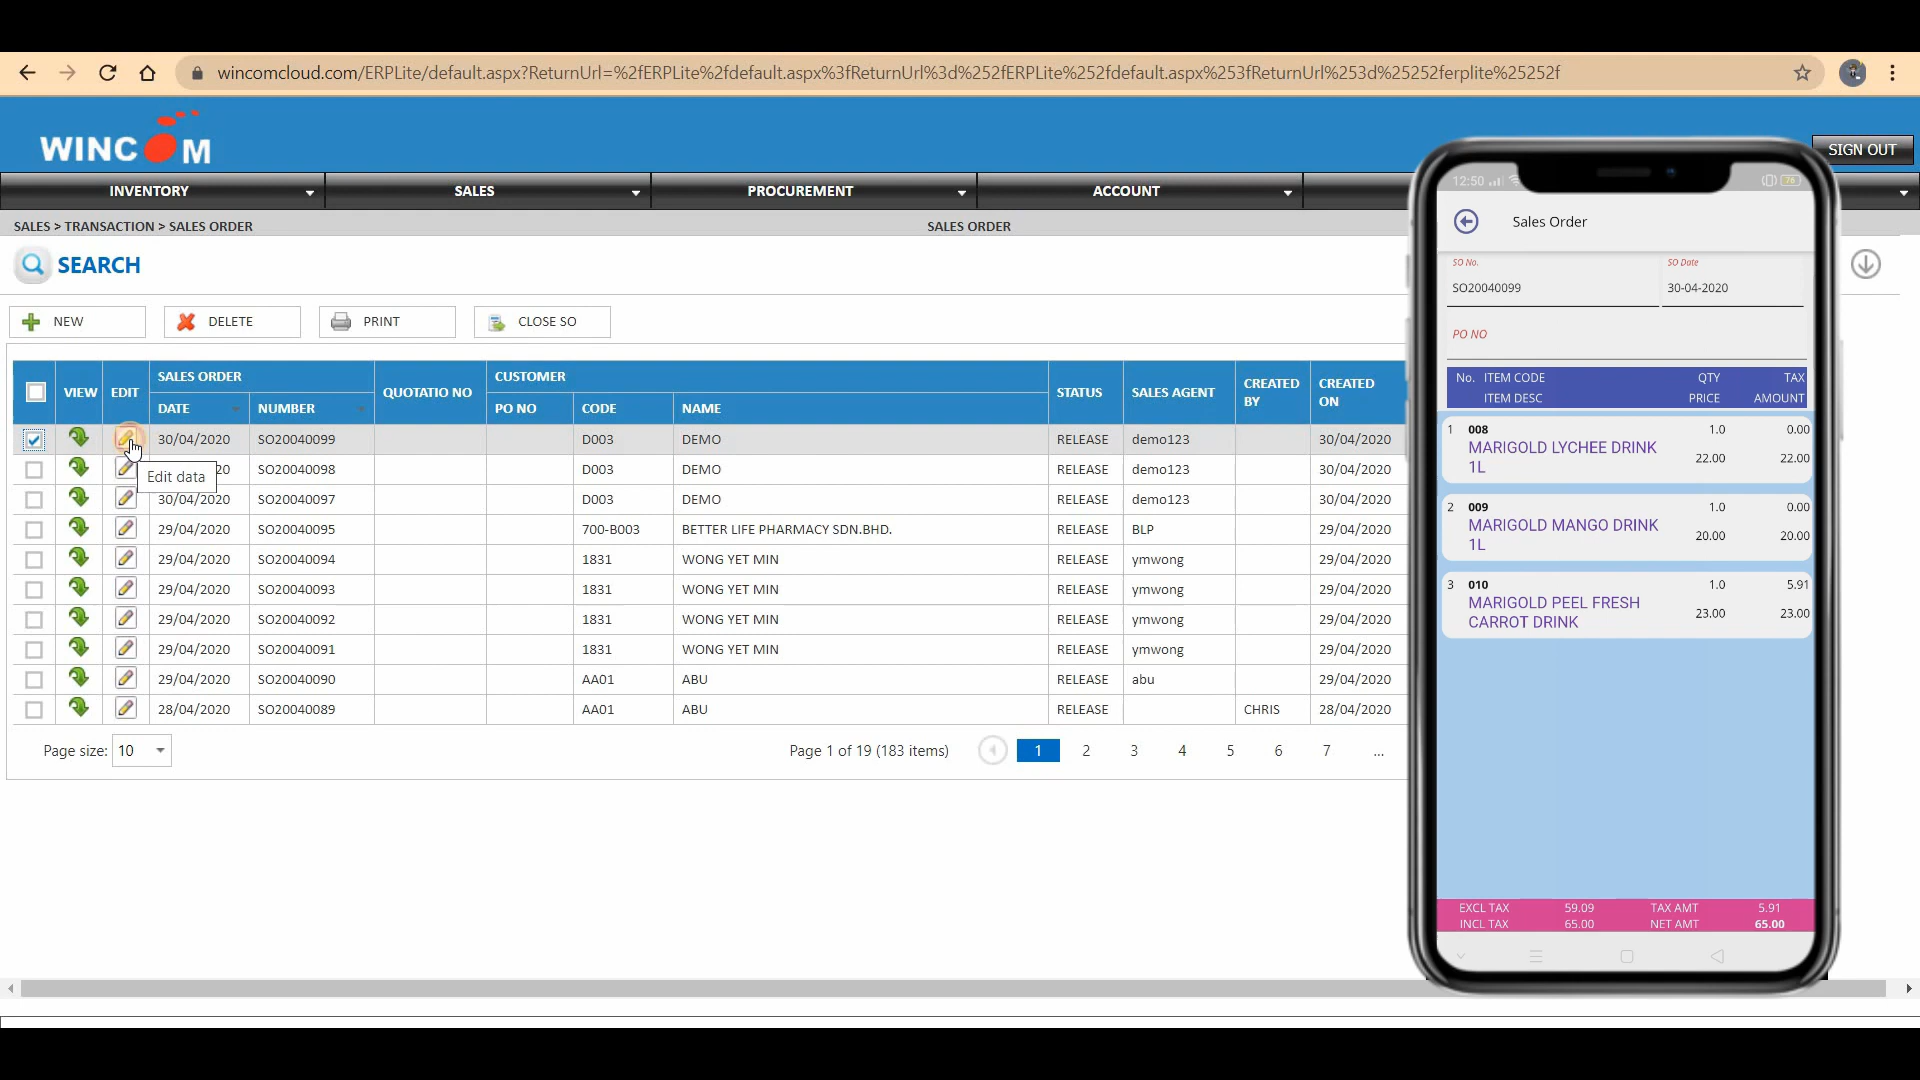 wincomcloud.com/ERPLite/default.aspx?ReturnUrl=%2fERPLite%2fdefault.aspx%3fReturnUrl%3d%252fERPLite%252fdefault.aspx%253fReturnUrl%253d%25252ferplite%25252f
WINCOM
SIGN OUT
INVENTORY SALES PROCUREMENT ACCOUNT
SALES > TRANSACTION > SALES ORDER SALES ORDER
SEARCH
NEW DELETE PRINT CLOSE SO
VIEW EDIT SALES ORDER QUOTATIO NO CUSTOMER STATUS SALES AGENT CREATED BY CREATED ON
DATE NUMBER PO NO CODE NAME
30/04/2020 SO20040099 D003 DEMO RELEASE demo123 30/04/2020
20 SO20040098 D003 DEMO RELEASE demo123 30/04/2020
Edit data
30/04/2020 SO20040097 D003 DEMO RELEASE demo123 30/04/2020
29/04/2020 SO20040095 700-B003 BETTER LIFE PHARMACY SDN.BHD. RELEASE BLP 29/04/2020
29/04/2020 SO20040094 1831 WONG YET MIN RELEASE ymwong 29/04/2020
29/04/2020 SO20040093 1831 WONG YET MIN RELEASE ymwong 29/04/2020
29/04/2020 SO20040092 1831 WONG YET MIN RELEASE ymwong 29/04/2020
29/04/2020 SO20040091 1831 WONG YET MIN RELEASE ymwong 29/04/2020
29/04/2020 SO20040090 AA01 ABU RELEASE abu 29/04/2020
28/04/2020 SO20040089 AA01 ABU RELEASE CHRIS 28/04/2020
Page size: 10 Page 1 of 19 (183 items) 1 2 3 4 5 6 7 ...
12:50 76
Sales Order
SO No. SO Date
SO20040099 30-04-2020
PO NO
No. ITEM CODE QTY TAX
ITEM DESC PRICE AMOUNT
1 008 1.0 0.00
MARIGOLD LYCHEE DRINK 22.00 22.00
1L
2 009 1.0 0.00
MARIGOLD MANGO DRINK 20.00 20.00
1L
3 010 1.0 5.91
MARIGOLD PEEL FRESH 23.00 23.00
CARROT DRINK
EXCL TAX 59.09 TAX AMT 5.91
INCL TAX 65.00 NET AMT 65.00